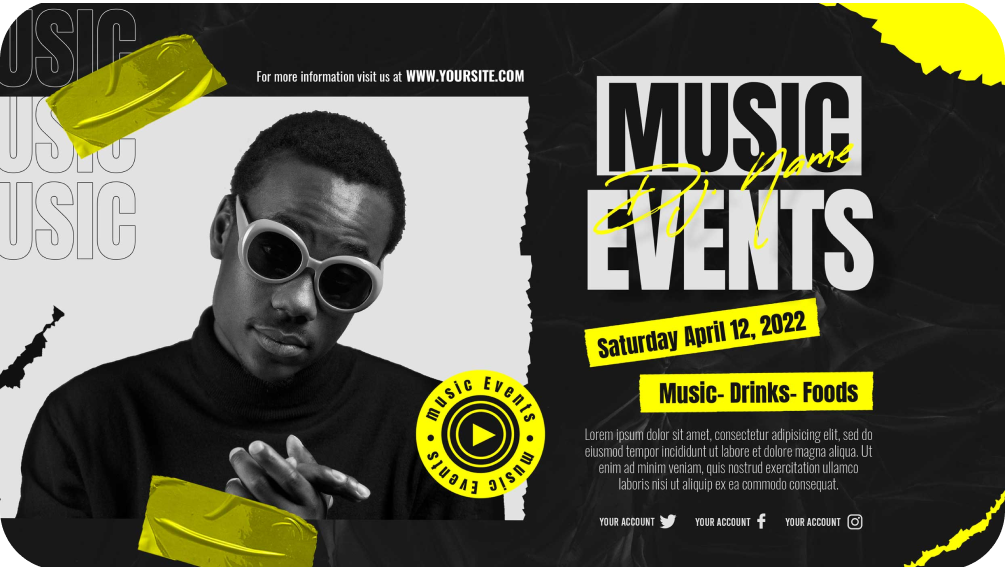 USIC
USIC
USIC
For more information visit us at WWW.YOURSITE.COM
MUSIC
Dj. Name
EVENTS
Saturday April 12, 2022
Music- Drinks- Foods
music Events • music Events •
Lorem ipsum dolor sit amet, consectetur adipisicing elit, sed do
eiusmod tempor incididunt ut labore et dolore magna aliqua. Ut
enim ad minim veniam, quis nostrud exercitation ullamco
laboris nisi ut aliquip ex ea commodo consequat.
YOUR ACCOUNT YOUR ACCOUNT YOUR ACCOUNT